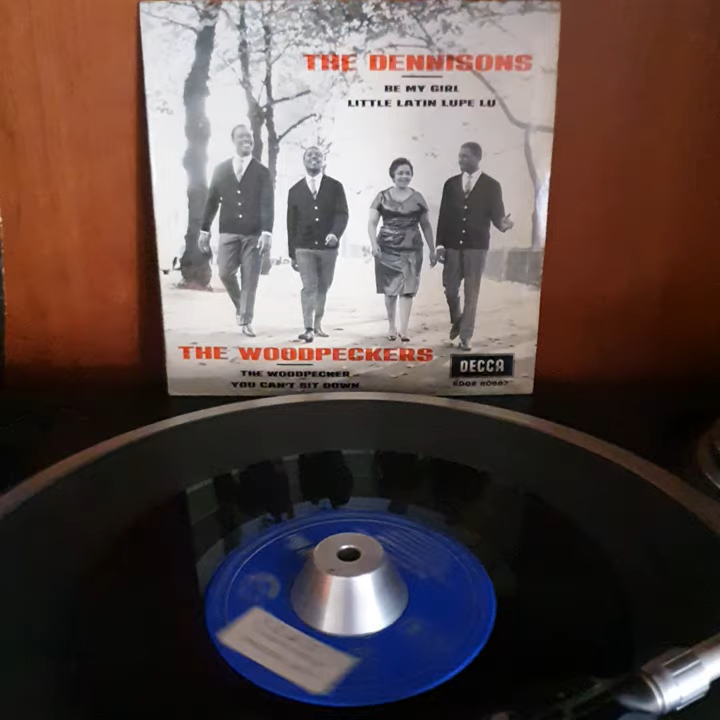 THE DENNISONS
BE MY GIRL
LITTLE LATIN LUPE LU
THE WOODPECKERS
THE WOODPECKER
YOU CAN'T SIT DOWN
DECCA